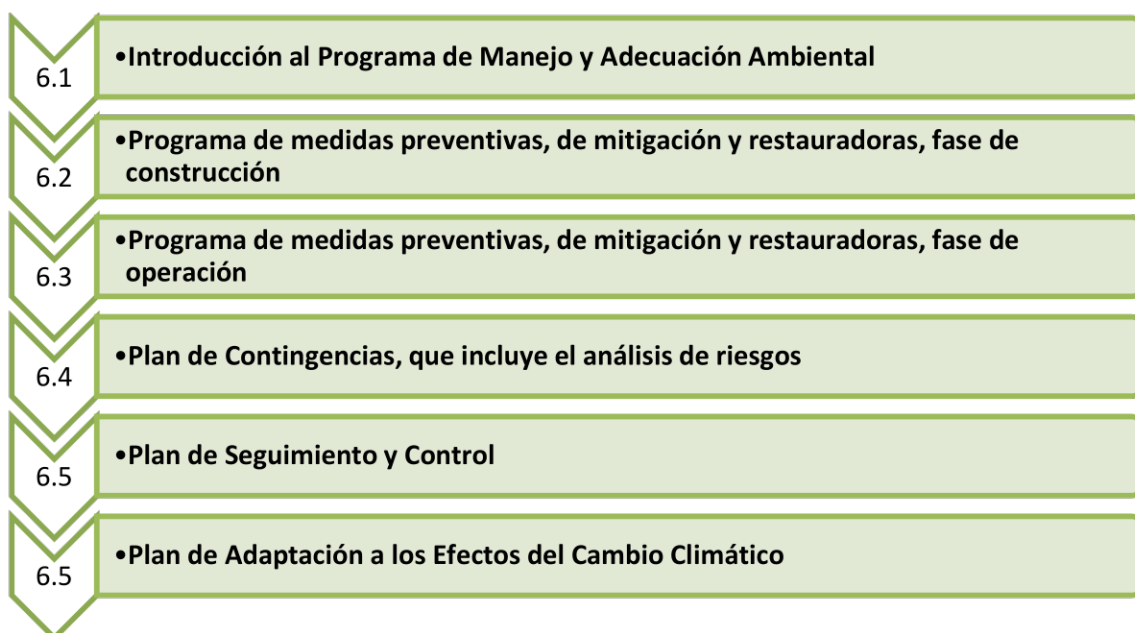 6.1
•Introducción al Programa de Manejo y Adecuación Ambiental
6.2
•Programa de medidas preventivas, de mitigación y restauradoras, fase de
construcción
6.3
•Programa de medidas preventivas, de mitigación y restauradoras, fase de
operación
6.4
•Plan de Contingencias, que incluye el análisis de riesgos
6.5
•Plan de Seguimiento y Control
6.5
•Plan de Adaptación a los Efectos del Cambio Climático